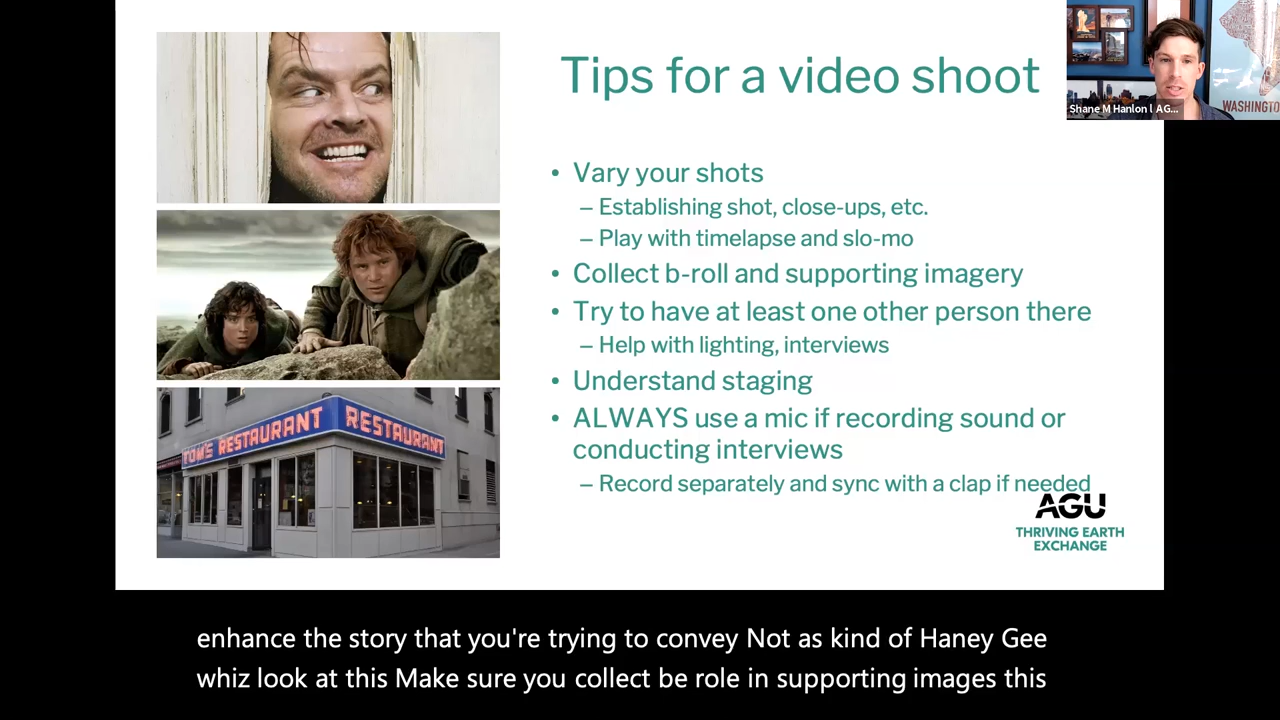 Tips for a video shoot
WASHINGTO
Shane M Hanlon l AG...
• Vary your shots
– Establishing shot, close-ups, etc.
– Play with timelapse and slo-mo
• Collect b-roll and supporting imagery
• Try to have at least one other person there
– Help with lighting, interviews
• Understand staging
• ALWAYS use a mic if recording sound or
conducting interviews
– Record separately and sync with a clap if needed
TOM'S RESTAURANT RESTAURANT
AGU
THRIVING EARTH
EXCHANGE
enhance the story that you're trying to convey Not as kind of Haney Gee
whiz look at this Make sure you collect be role in supporting images this